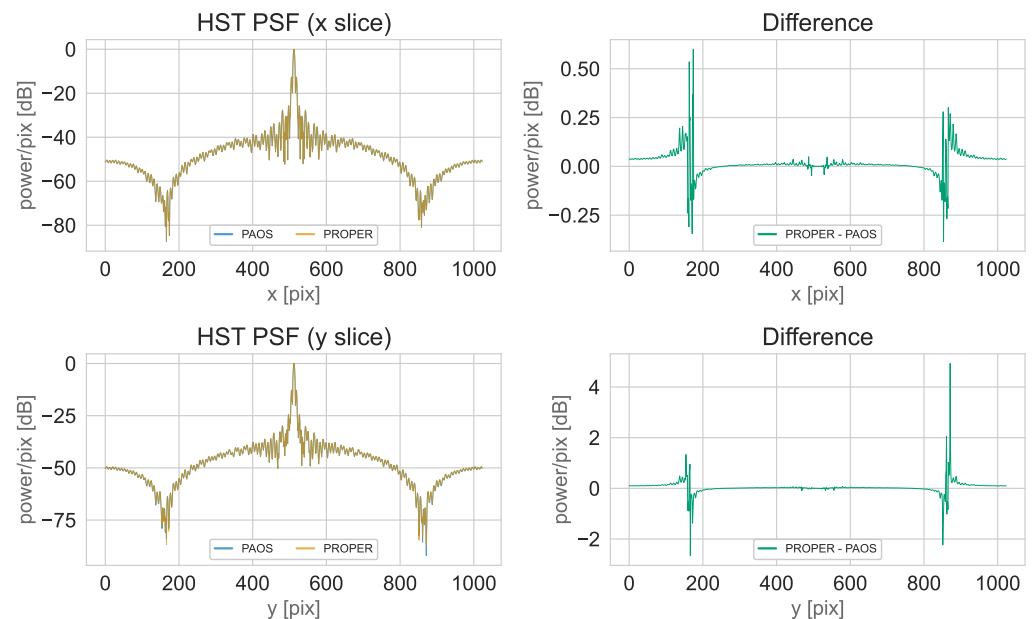 HST PSF (x slice)
power/pix [dB]
0
−20
−40
−60
−80
PAOS
PROPER
0 200 400 600 800 1000
x [pix]
Difference
power/pix [dB]
0.50
0.25
0.00
−0.25
PROPER - PAOS
0 200 400 600 800 1000
x [pix]
HST PSF (y slice)
power/pix [dB]
0
−25
−50
−75
PAOS
PROPER
0 200 400 600 800 1000
y [pix]
Difference
power/pix [dB]
4
2
0
−2
PROPER - PAOS
0 200 400 600 800 1000
y [pix]